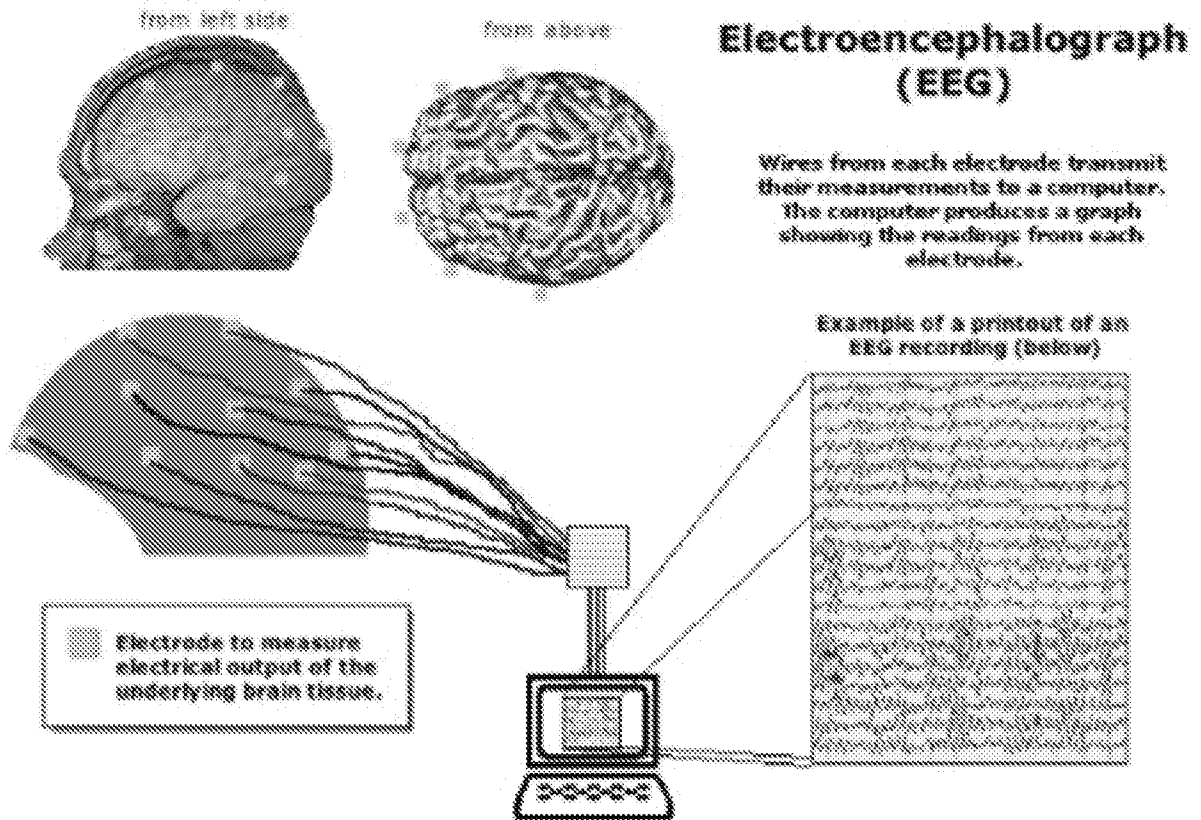 from left side
from above
Electroencephalograph
(EEG)
Wires from each electrode transmit
their measurements to a computer.
The computer produces a graph
showing the readings from each
electrode.
Example of a printout of an
EEG recording (below)
Electrode to measure
electrical output of the
underlying brain tissue.